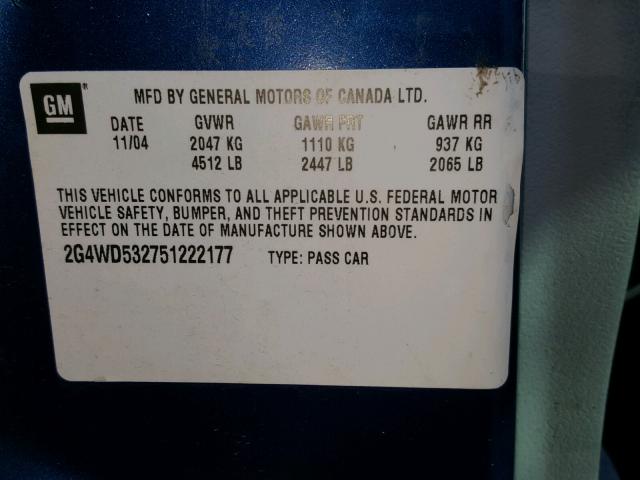 GM®
MFD BY GENERAL MOTORS OF CANADA LTD.
DATE GVWR GAWR FRT GAWR RR
11/04 2047 KG 1110 KG 937 KG
4512 LB 2447 LB 2065 LB
THIS VEHICLE CONFORMS TO ALL APPLICABLE U.S. FEDERAL MOTOR
VEHICLE SAFETY, BUMPER, AND THEFT PREVENTION STANDARDS IN
EFFECT ON THE DATE OF MANUFACTURE SHOWN ABOVE.
2G4WD532751222177 TYPE: PASS CAR